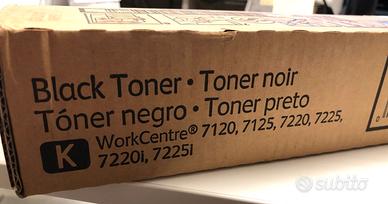 Black Toner • Toner noir
Tóner negro • Toner preto
K
WorkCentre® 7120, 7125, 7220, 7225,
7220i, 7225i
subito